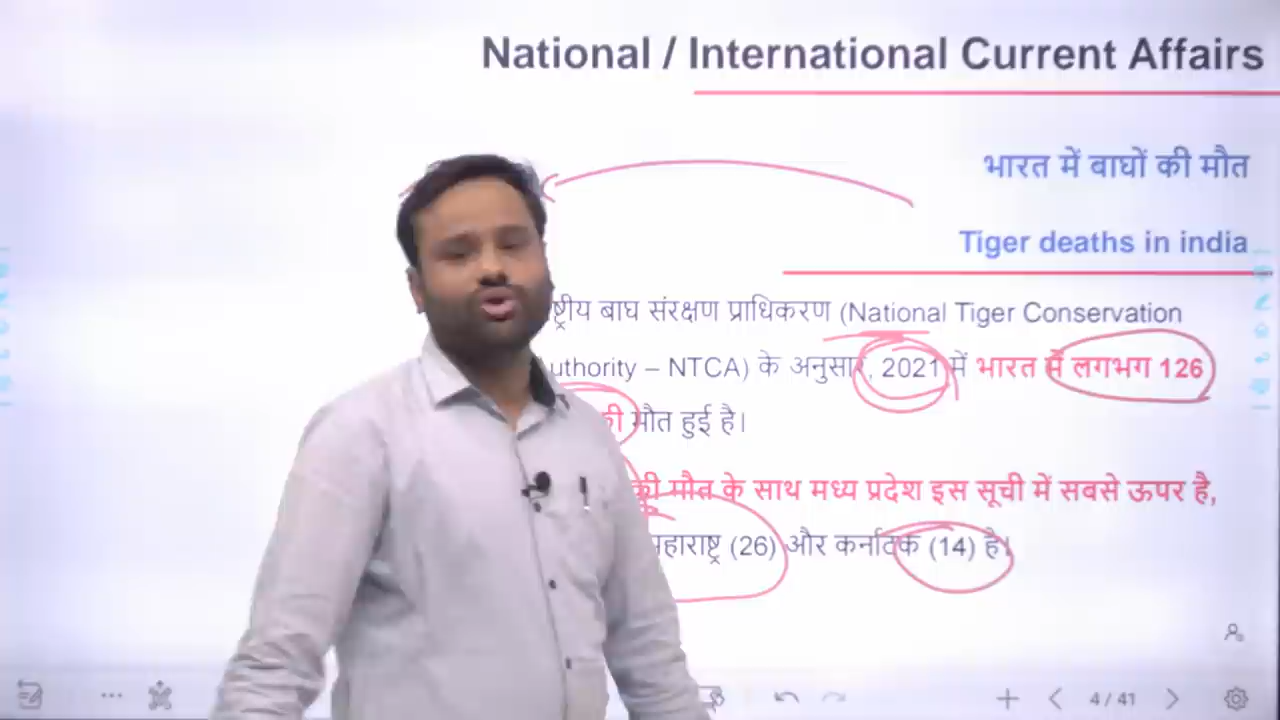 National / International Current Affairs
भारत में बाघों की मौत
Tiger deaths in india
बाघ संरक्षण प्राधिकरण (National Tiger Conservation
– NTCA) के अनुसार, 2021 में भारत में लगभग 126
मौत हुई है।
की मौत के साथ मध्य प्रदेश इस सूची में सबसे ऊपर है,
(26) और कर्नाटक (14) है।
4 / 41